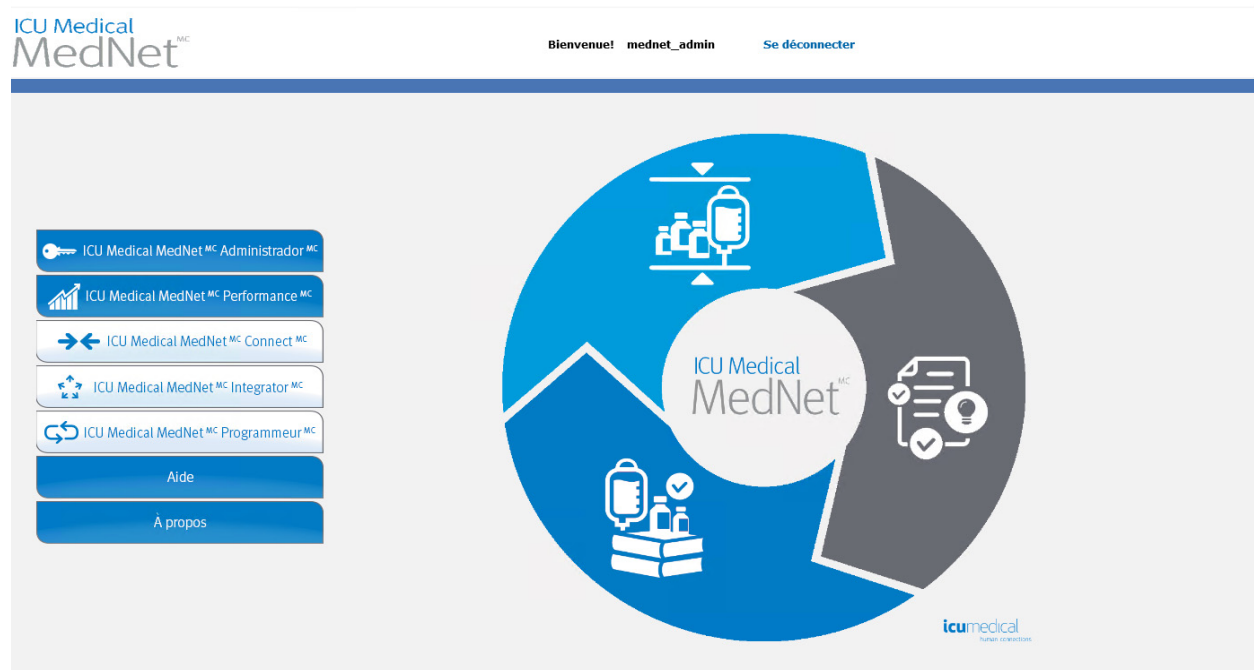 ICU Medical
MedNet MC
Bienvenue! mednet_admin Se déconnecter
ICU Medical MedNet MC Administrador MC
ICU Medical MedNet MC Performance MC
ICU Medical MedNet MC Connect MC
ICU Medical MedNet MC Integrator MC
ICU Medical MedNet MC Programmeur MC
Aide
À propos
ICU Medical
MedNet MC
icumedical
human connections